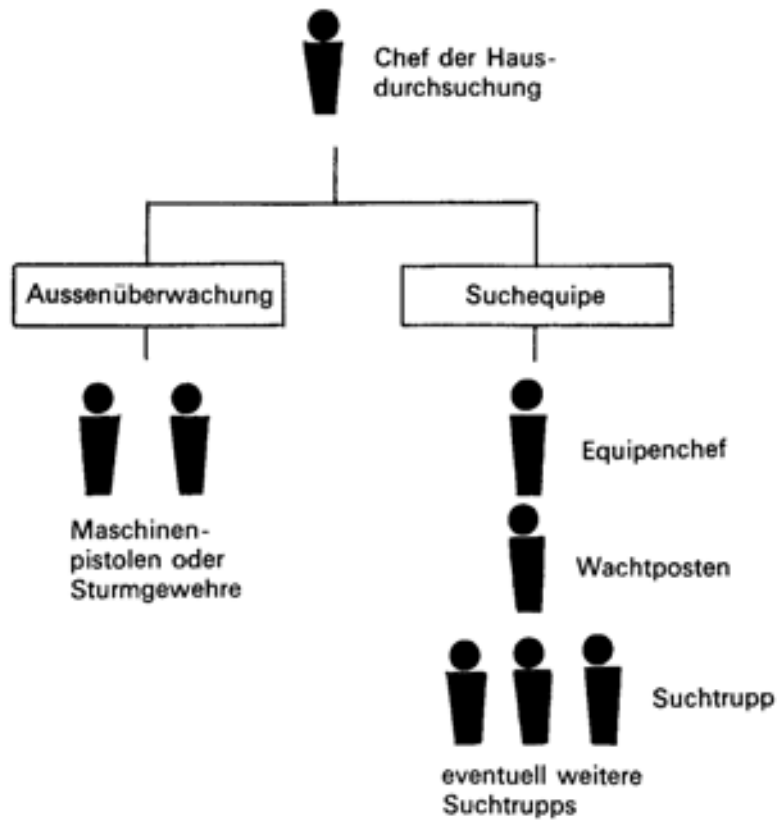 Chef der Haus-
durchsuchung
Aussenüberwachung
Suchequipe
Maschinen-
pistolen oder
Sturmgewehre
Equipenchef
Wachtposten
Suchtrupp
eventuell weitere
Suchtrupps